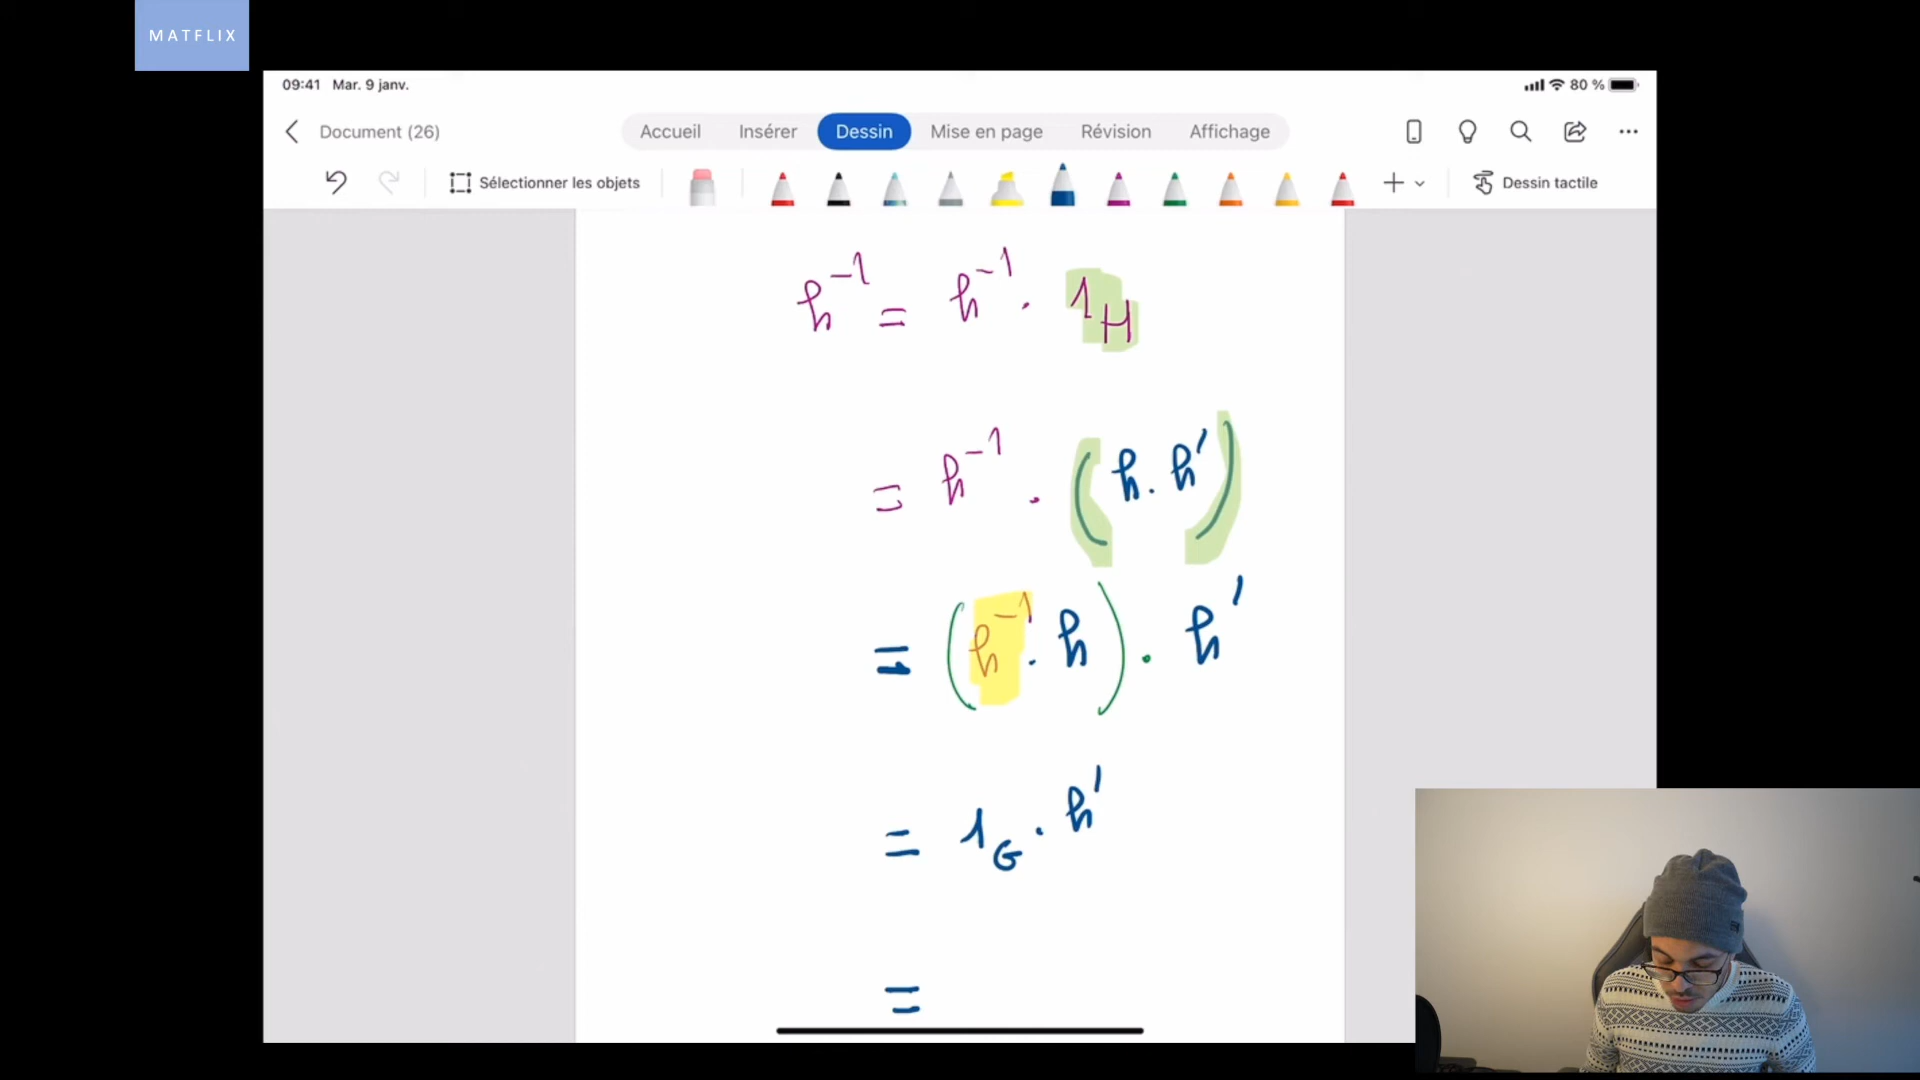 MATFLIX
09:41 Mar. 9 janv. 80 %
Document (26) Accueil Insérer Dessin Mise en page Révision Affichage
Sélectionner les objets Dessin tactile
h⁻¹ = h⁻¹ . 1_H
= h⁻¹ . (h . h')
= (h⁻¹ . h) . h'
= 1_G . h'
=